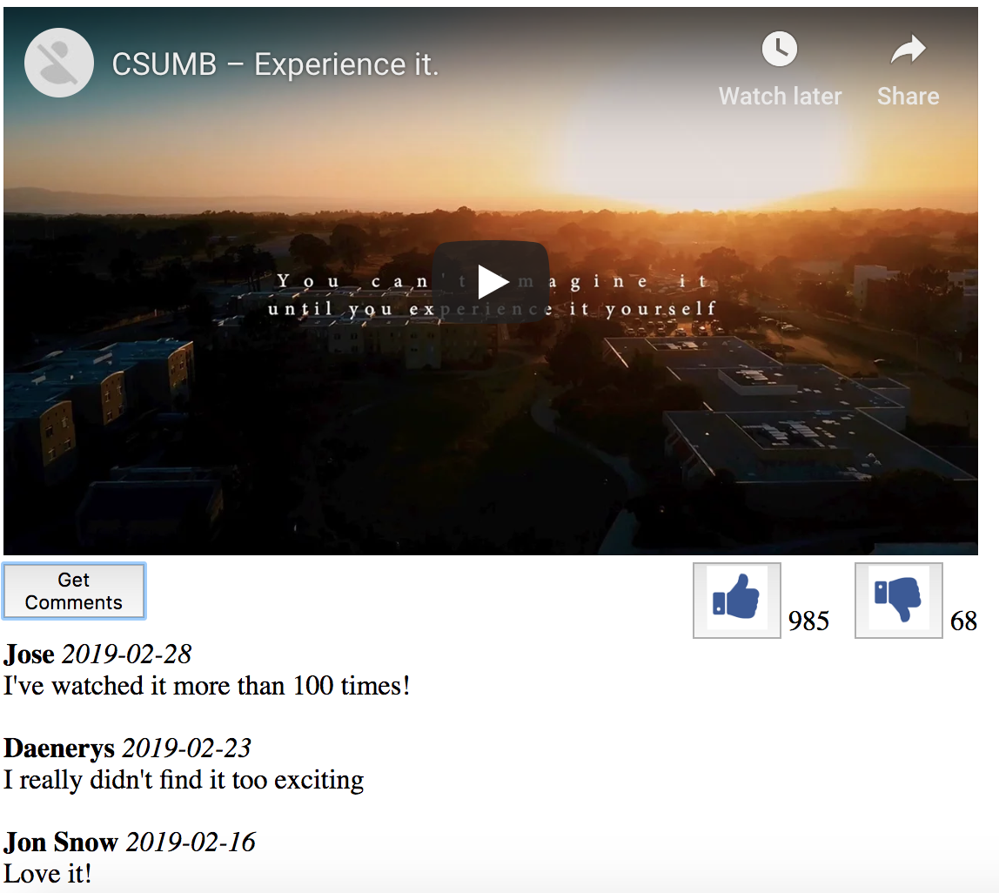 CSUMB – Experience it.
Watch later
Share
You can't imagine it
until you experience it yourself
Get
Comments
985
68
Jose 2019-02-28
I've watched it more than 100 times!
Daenerys 2019-02-23
I really didn't find it too exciting
Jon Snow 2019-02-16
Love it!